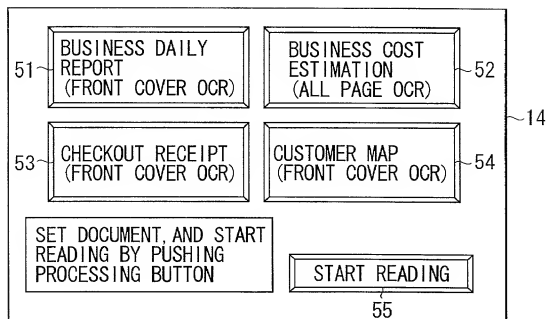 BUSINESS DAILY
REPORT
(FRONT COVER OCR)
51
BUSINESS COST
ESTIMATION
(ALL PAGE OCR)
52
14
53
CHECKOUT RECEIPT
(FRONT COVER OCR)
CUSTOMER MAP
(FRONT COVER OCR)
54
SET DOCUMENT, AND START
READING BY PUSHING
PROCESSING BUTTON
START READING
55